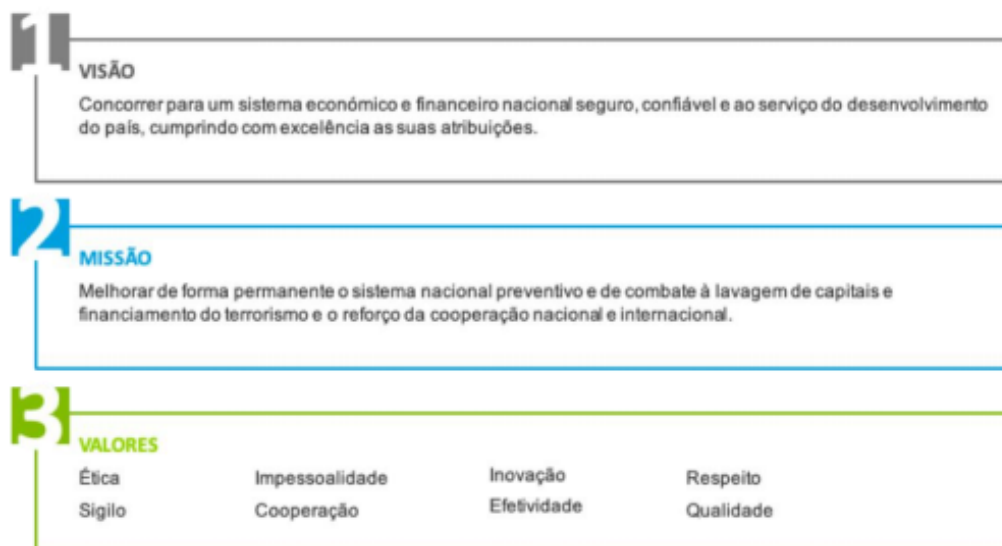 1
VISÃO
Concorrer para um sistema económico e financeiro nacional seguro, confiável e ao serviço do desenvolvimento
do país, cumprindo com excelência as suas atribuições.
2
MISSÃO
Melhorar de forma permanente o sistema nacional preventivo e de combate à lavagem de capitais e
financiamento do terrorismo e o reforço da cooperação nacional e internacional.
3
VALORES
Ética Impessoalidade Inovação Respeito
Sigilo Cooperação Efetividade Qualidade